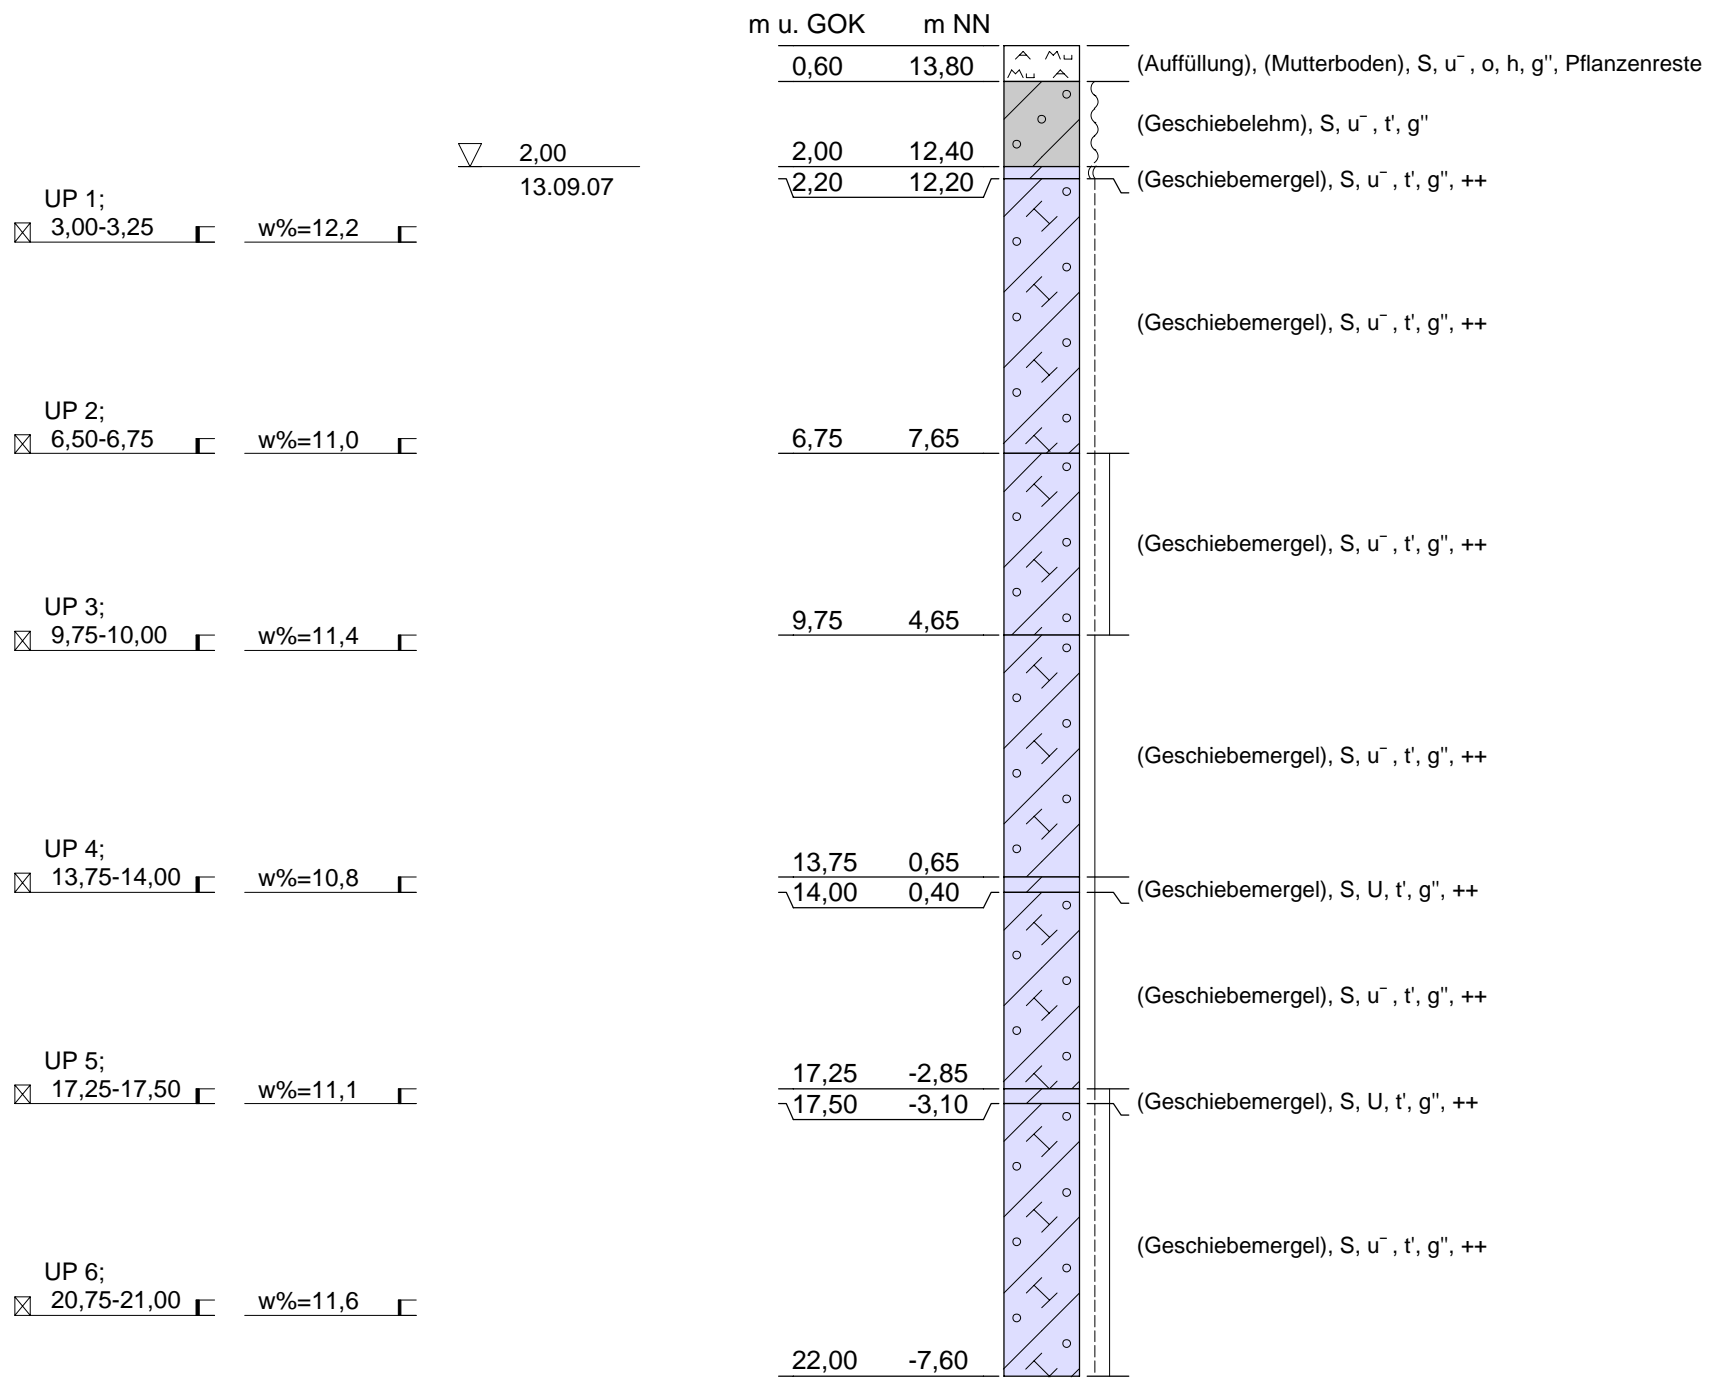 m u. GOK m NN
0,60 13,80 (Auffüllung), (Mutterboden), S, u¯, o, h, g", Pflanzenreste
(Geschiebelehm), S, u¯, t', g"
2,00 2,00 12,40
13.09.07 2,20 12,20 (Geschiebemergel), S, u¯, t', g", ++
UP 1;
3,00-3,25 w%=12,2
(Geschiebemergel), S, u¯, t', g", ++
UP 2;
6,50-6,75 w%=11,0 6,75 7,65
(Geschiebemergel), S, u¯, t', g", ++
UP 3;
9,75-10,00 w%=11,4 9,75 4,65
(Geschiebemergel), S, u¯, t', g", ++
UP 4;
13,75 0,65
13,75-14,00 w%=10,8 14,00 0,40 (Geschiebemergel), S, U, t', g", ++
(Geschiebemergel), S, u¯, t', g", ++
UP 5;
17,25 -2,85
17,25-17,50 w%=11,1 17,50 -3,10 (Geschiebemergel), S, U, t', g", ++
(Geschiebemergel), S, u¯, t', g", ++
UP 6;
20,75-21,00 w%=11,6
22,00 -7,60